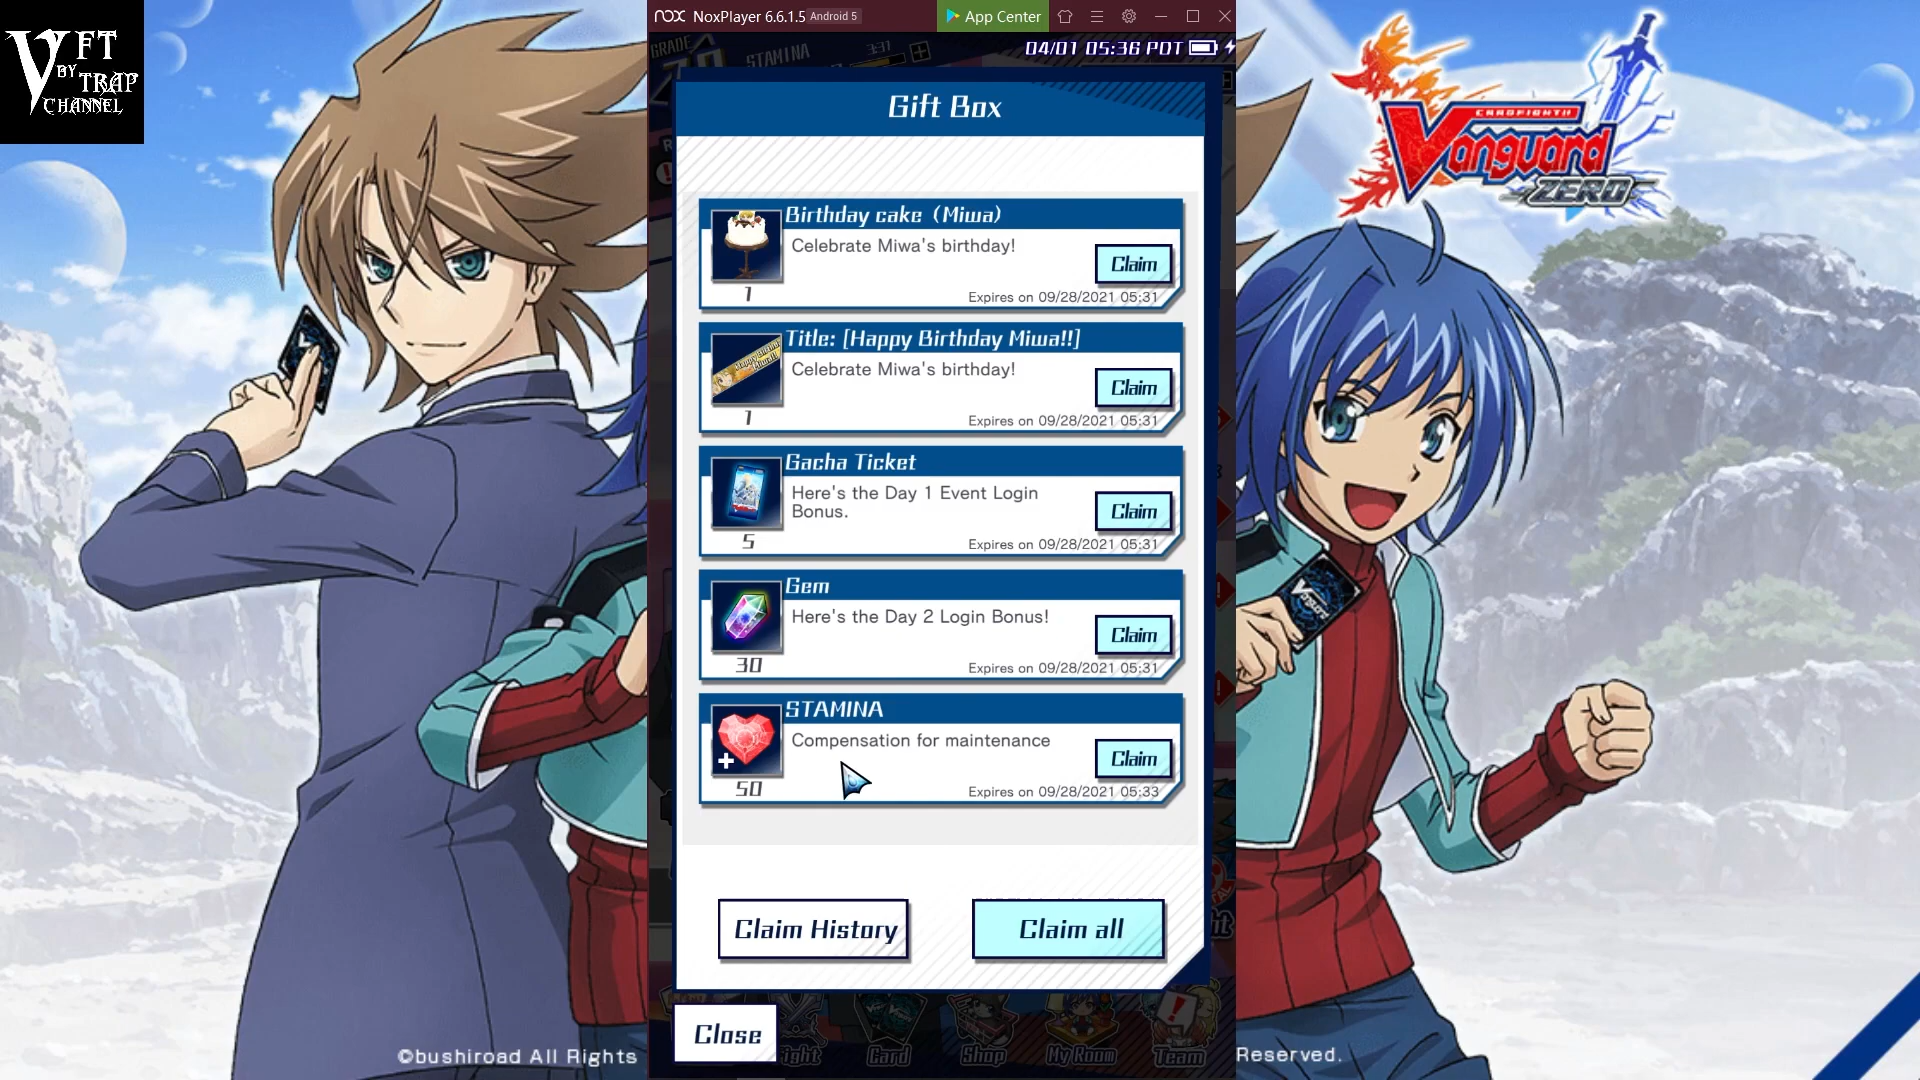 VFT
BY TRAP
CHANNEL
NOX NoxPlayer 6.6.1.5 Android 5 App Center
GRADE STAMINA 3:37
04/01 05:36 PDT
Gift Box
Birthday cake (Miwa)
Celebrate Miwa's birthday!
Claim
1
Expires on 09/28/2021 05:31
Title: [Happy Birthday Miwa!!]
Celebrate Miwa's birthday!
Claim
1
Expires on 09/28/2021 05:31
Gacha Ticket
Here's the Day 1 Event Login
Bonus.
Claim
5
Expires on 09/28/2021 05:31
Gem
Here's the Day 2 Login Bonus!
Claim
30
Expires on 09/28/2021 05:31
STAMINA
Compensation for maintenance
Claim
50
Expires on 09/28/2021 05:33
Claim History
Claim all
Close
Card
Shop
My Room
Team
CARDFIGHT!!
Vanguard
ZERO
Vanguard
©bushiroad All Rights
Reserved.